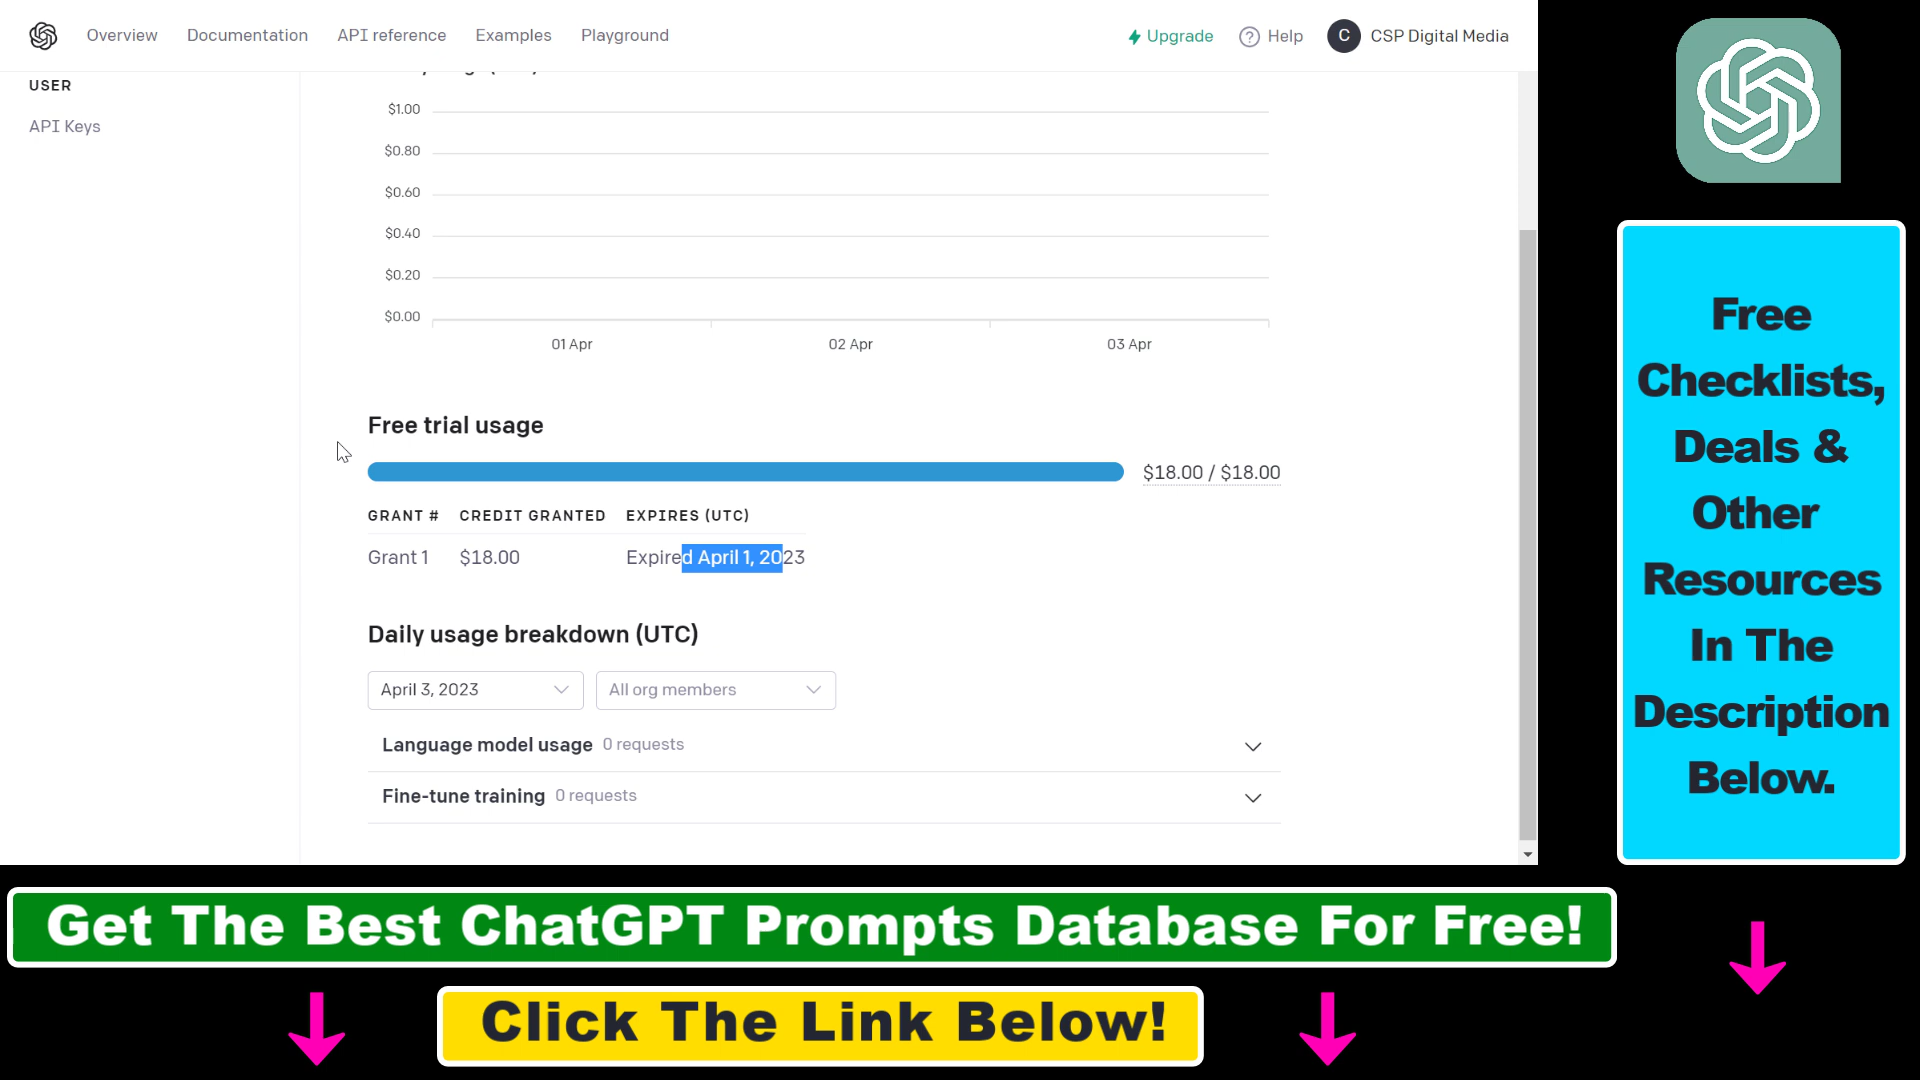 Overview Documentation API reference Examples Playground Upgrade Help C CSP Digital Media
USER
API Keys
$1.00
$0.80
$0.60
$0.40
$0.20
$0.00
01 Apr 02 Apr 03 Apr
Free trial usage
$18.00 / $18.00
GRANT # CREDIT GRANTED EXPIRES (UTC)
Grant 1 $18.00 Expired April 1, 2023
Daily usage breakdown (UTC)
April 3, 2023 All org members
Language model usage 0 requests
Fine-tune training 0 requests
Free
Checklists,
Deals &
Other
Resources
In The
Description
Below.
Get The Best ChatGPT Prompts Database For Free!
Click The Link Below!